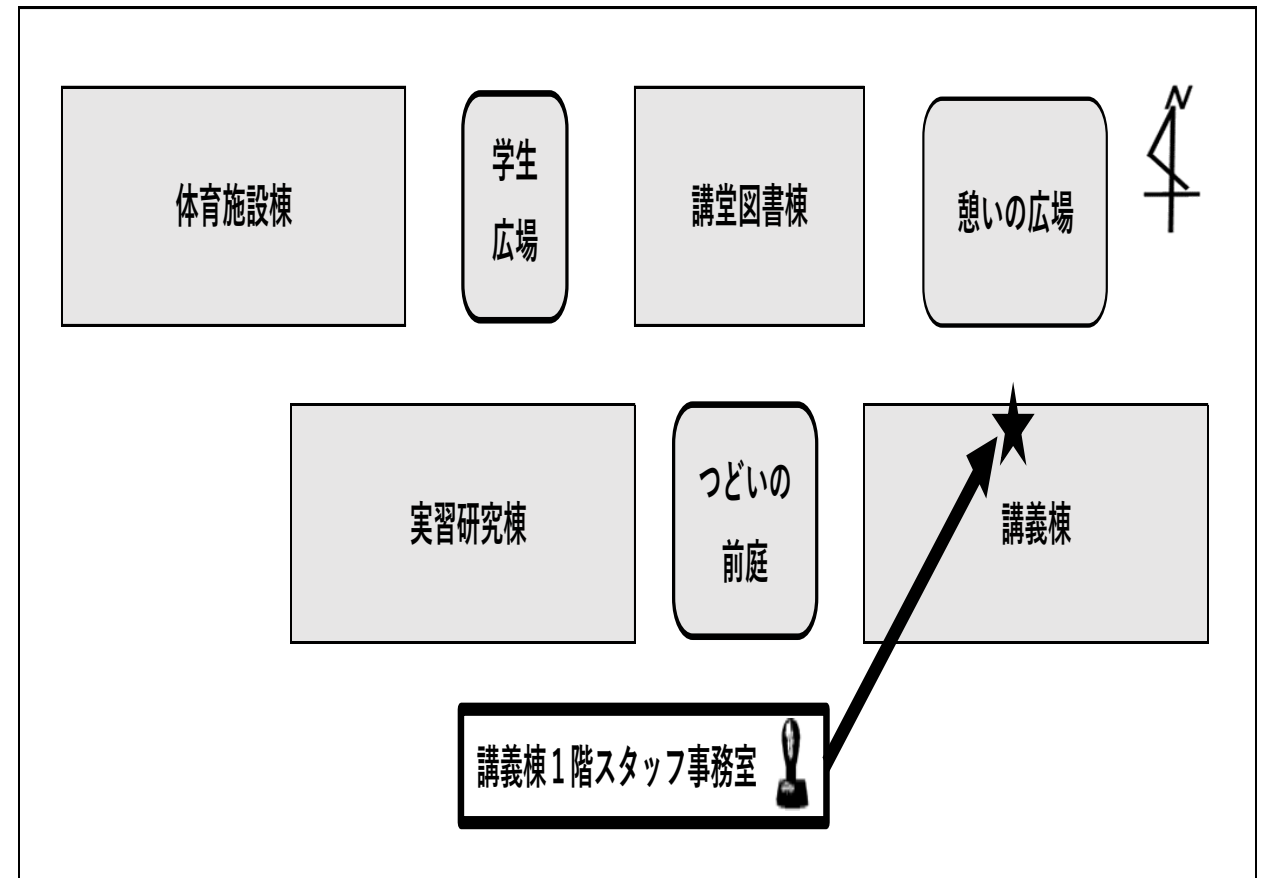 N
体育施設棟
学生
広場
講堂図書棟
憩いの広場
実習研究棟
つどいの
前庭
講義棟
講義棟１階スタッフ事務室